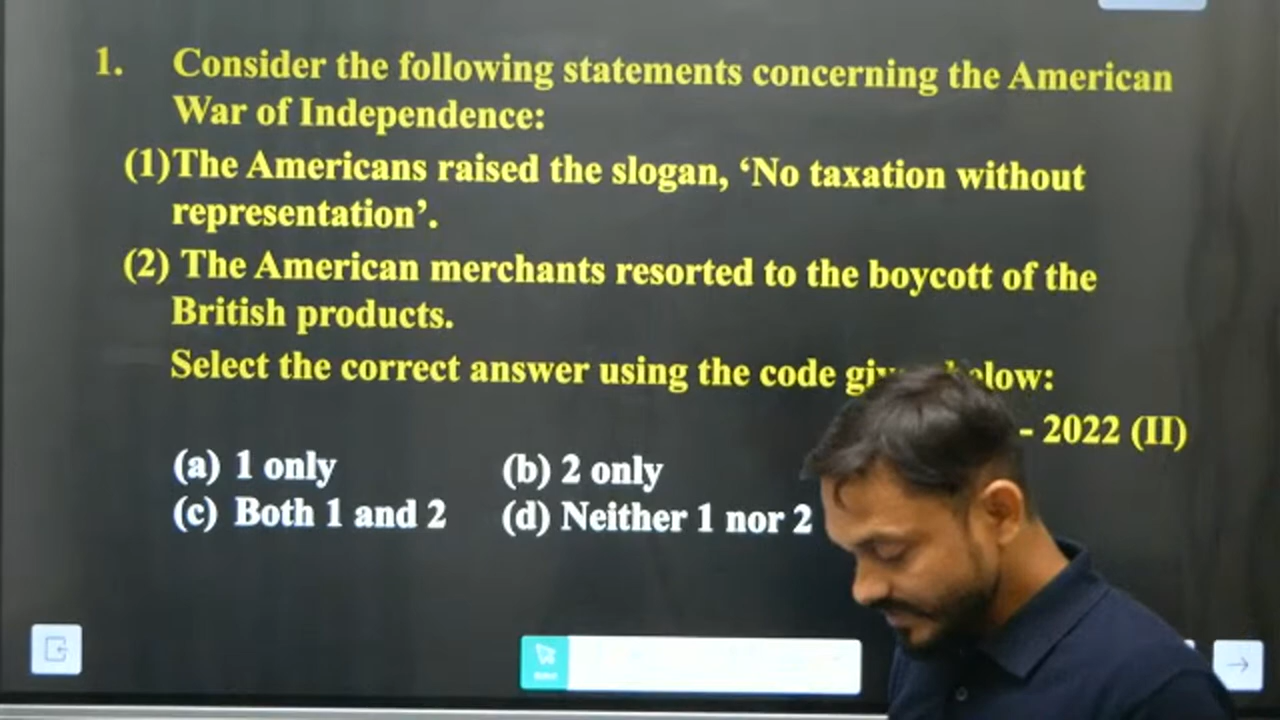 1. Consider the following statements concerning the American
War of Independence:
(1)The Americans raised the slogan, ‘No taxation without
representation’.
(2) The American merchants resorted to the boycott of the
British products.
Select the correct answer using the code below:
- 2022 (II)
(a) 1 only (b) 2 only
(c) Both 1 and 2 (d) Neither 1 nor 2